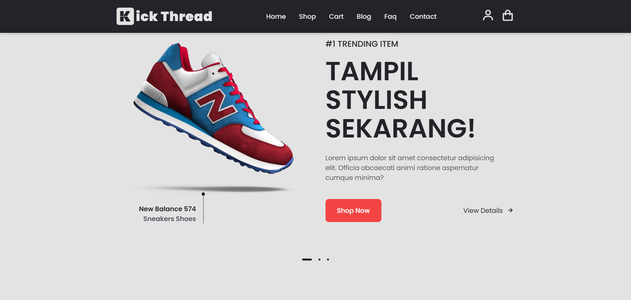 Kick Thread
Home Shop Cart Blog Faq Contact
#1 TRENDING ITEM
TAMPIL
STYLISH
SEKARANG!
Lorem ipsum dolor sit amet consectetur adipisicing
elit. Officia obcaecati animi ratione aspernatur
cumque minima?
Shop Now
View Details
N
New Balance 574
Sneakers Shoes